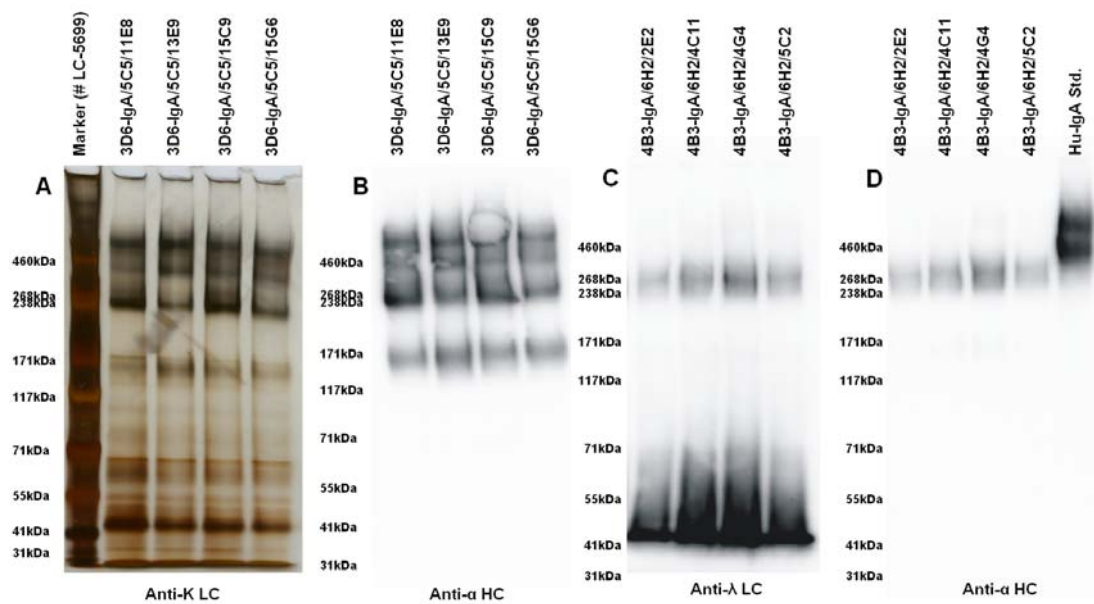 Marker (# LC-5699)
3D6-IgA/5C5/11E8
3D6-IgA/5C5/13E9
3D6-IgA/5C5/15C9
3D6-IgA/5C5/15G6
3D6-IgA/5C5/11E8
3D6-IgA/5C5/13E9
3D6-IgA/5C5/15C9
3D6-IgA/5C5/15G6
4B3-IgA/6H2/2E2
4B3-IgA/6H2/4C11
4B3-IgA/6H2/4G4
4B3-IgA/6H2/5C2
4B3-IgA/6H2/2E2
4B3-IgA/6H2/4C11
4B3-IgA/6H2/4G4
4B3-IgA/6H2/5C2
Hu-IgA Std.
A
460kDa
268kDa
238kDa
171kDa
117kDa
71kDa
55kDa
41kDa
31kDa
Anti-K LC
B
460kDa
268kDa
238kDa
171kDa
117kDa
71kDa
55kDa
41kDa
31kDa
Anti-α HC
C
460kDa
268kDa
238kDa
171kDa
117kDa
71kDa
55kDa
41kDa
31kDa
Anti-λ LC
D
460kDa
268kDa
238kDa
171kDa
117kDa
71kDa
55kDa
41kDa
31kDa
Anti-α HC